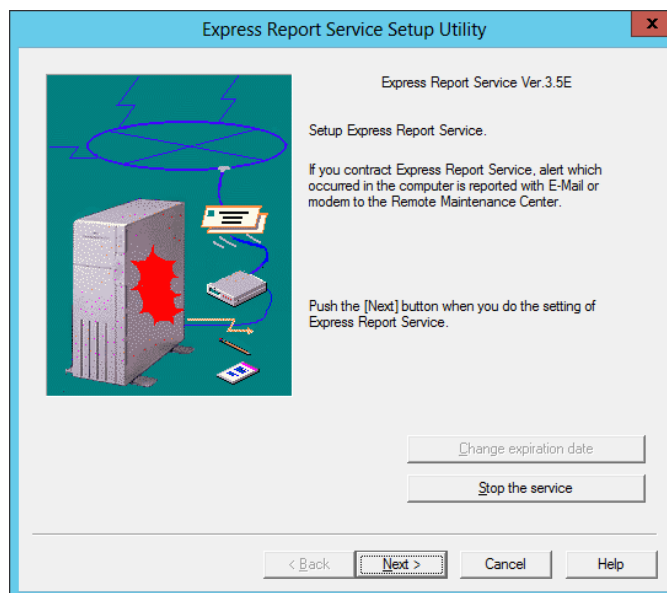 Express Report Service Setup Utility
x
Express Report Service Ver.3.5E
Setup Express Report Service.
If you contract Express Report Service, alert which
occurred in the computer is reported with E-Mail or
modem to the Remote Maintenance Center.
Push the [Next] button when you do the setting of
Express Report Service.
Change expiration date
Stop the service
< Back
Next >
Cancel
Help